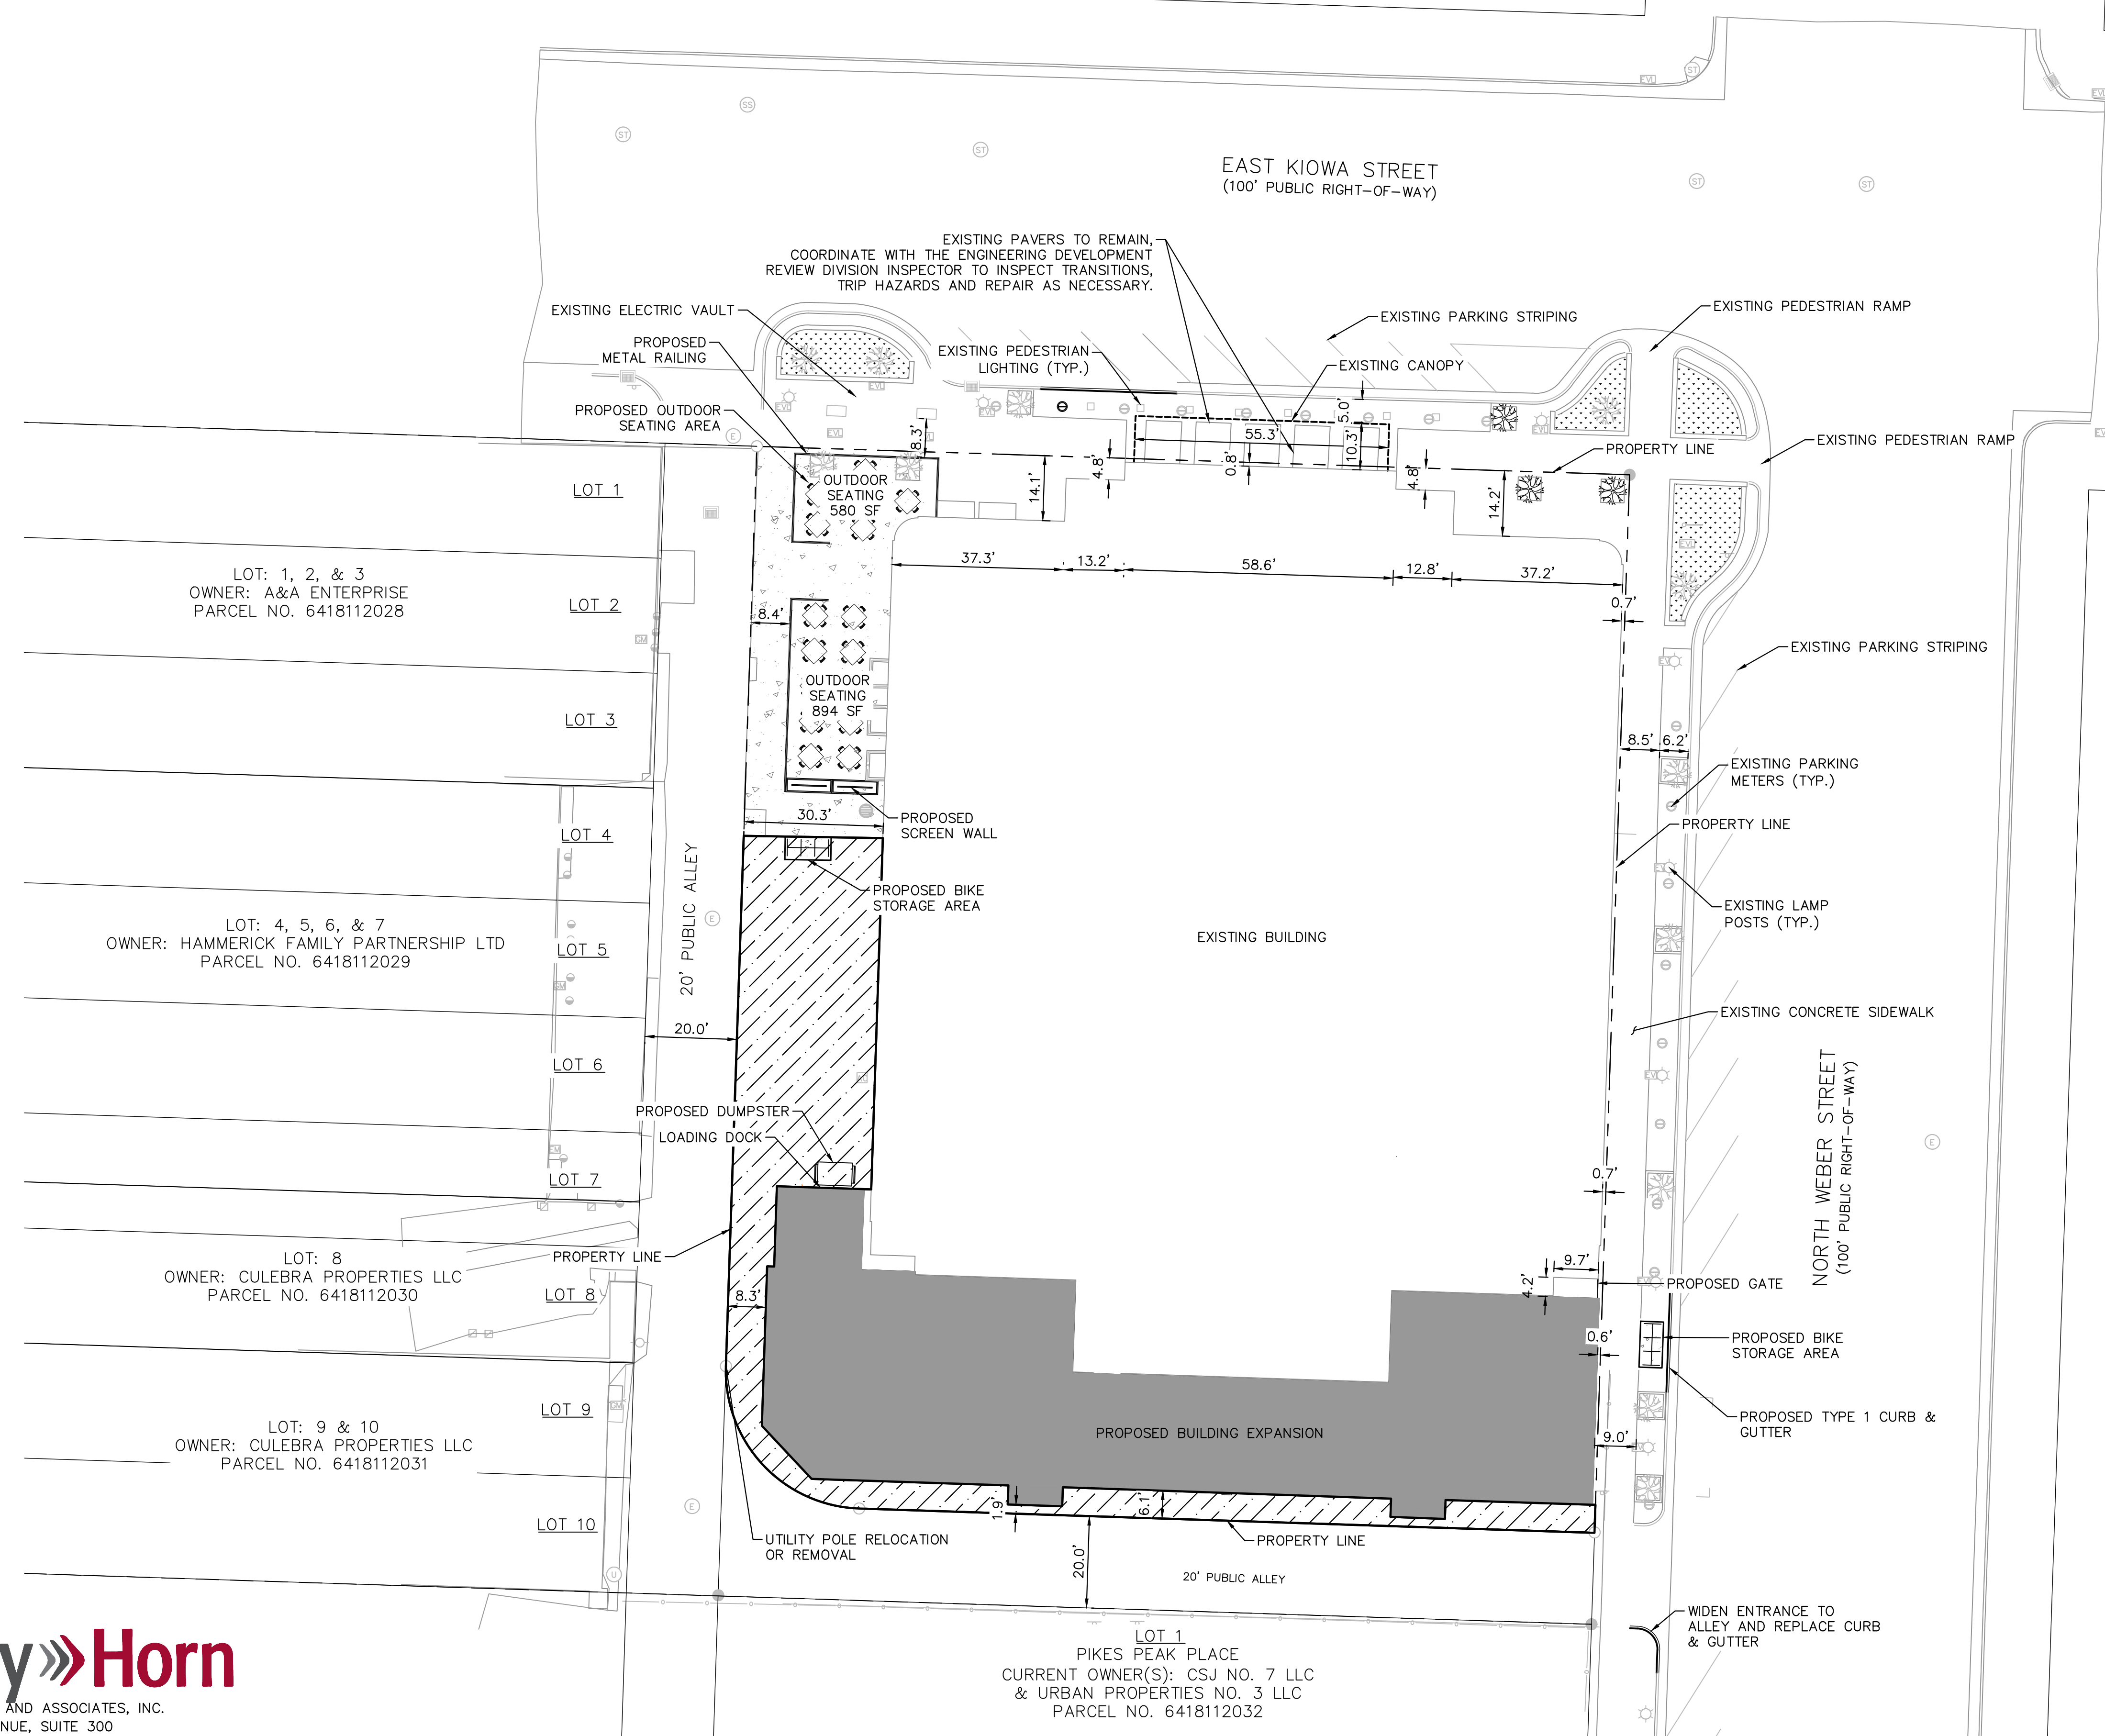 EAST KIOWA STREET
(100' PUBLIC RIGHT-OF-WAY)
EXISTING PAVERS TO REMAIN,
COORDINATE WITH THE ENGINEERING DEVELOPMENT
REVIEW DIVISION INSPECTOR TO INSPECT TRANSITIONS,
TRIP HAZARDS AND REPAIR AS NECESSARY.
EXISTING ELECTRIC VAULT
PROPOSED
METAL RAILING
PROPOSED OUTDOOR
SEATING AREA
EXISTING PEDESTRIAN
LIGHTING (TYP.)
EXISTING PARKING STRIPING
EXISTING CANOPY
EXISTING PEDESTRIAN RAMP
EXISTING PEDESTRIAN RAMP
PROPERTY LINE
8.3'
14.1'
4.8'
55.3'
0.8'
10.3'
5.0'
4.8'
14.2'
OUTDOOR
SEATING
580 SF
37.3'
13.2'
58.6'
12.8'
37.2'
0.7'
8.4'
OUTDOOR
SEATING
894 SF
30.3'
PROPOSED
SCREEN WALL
PROPOSED BIKE
STORAGE AREA
EXISTING BUILDING
LOT 1
LOT: 1, 2, & 3
OWNER: A&A ENTERPRISE
PARCEL NO. 6418112028
LOT 2
LOT 3
LOT 4
LOT: 4, 5, 6, & 7
OWNER: HAMMERICK FAMILY PARTNERSHIP LTD
PARCEL NO. 6418112029
LOT 5
LOT 6
LOT 7
LOT: 8
OWNER: CULEBRA PROPERTIES LLC
PARCEL NO. 6418112030
LOT 8
LOT 9
LOT: 9 & 10
OWNER: CULEBRA PROPERTIES LLC
PARCEL NO. 6418112031
LOT 10
20' PUBLIC ALLEY
20.0'
PROPOSED DUMPSTER
LOADING DOCK
PROPERTY LINE
8.3'
EXISTING PARKING STRIPING
8.5'
6.2'
EXISTING PARKING
METERS (TYP.)
PROPERTY LINE
EXISTING LAMP
POSTS (TYP.)
EXISTING CONCRETE SIDEWALK
NORTH WEBER STREET
(100' PUBLIC RIGHT-OF-WAY)
0.7'
9.7'
4.2'
PROPOSED GATE
0.6'
PROPOSED BIKE
STORAGE AREA
PROPOSED TYPE 1 CURB &
GUTTER
9.0'
PROPOSED BUILDING EXPANSION
1.9'
6.1'
UTILITY POLE RELOCATION
OR REMOVAL
PROPERTY LINE
20.0'
20' PUBLIC ALLEY
WIDEN ENTRANCE TO
ALLEY AND REPLACE CURB
& GUTTER
LOT 1
PIKES PEAK PLACE
CURRENT OWNER(S): CSJ NO. 7 LLC
& URBAN PROPERTIES NO. 3 LLC
PARCEL NO. 6418112032
y Horn
AND ASSOCIATES, INC.
NUE, SUITE 300